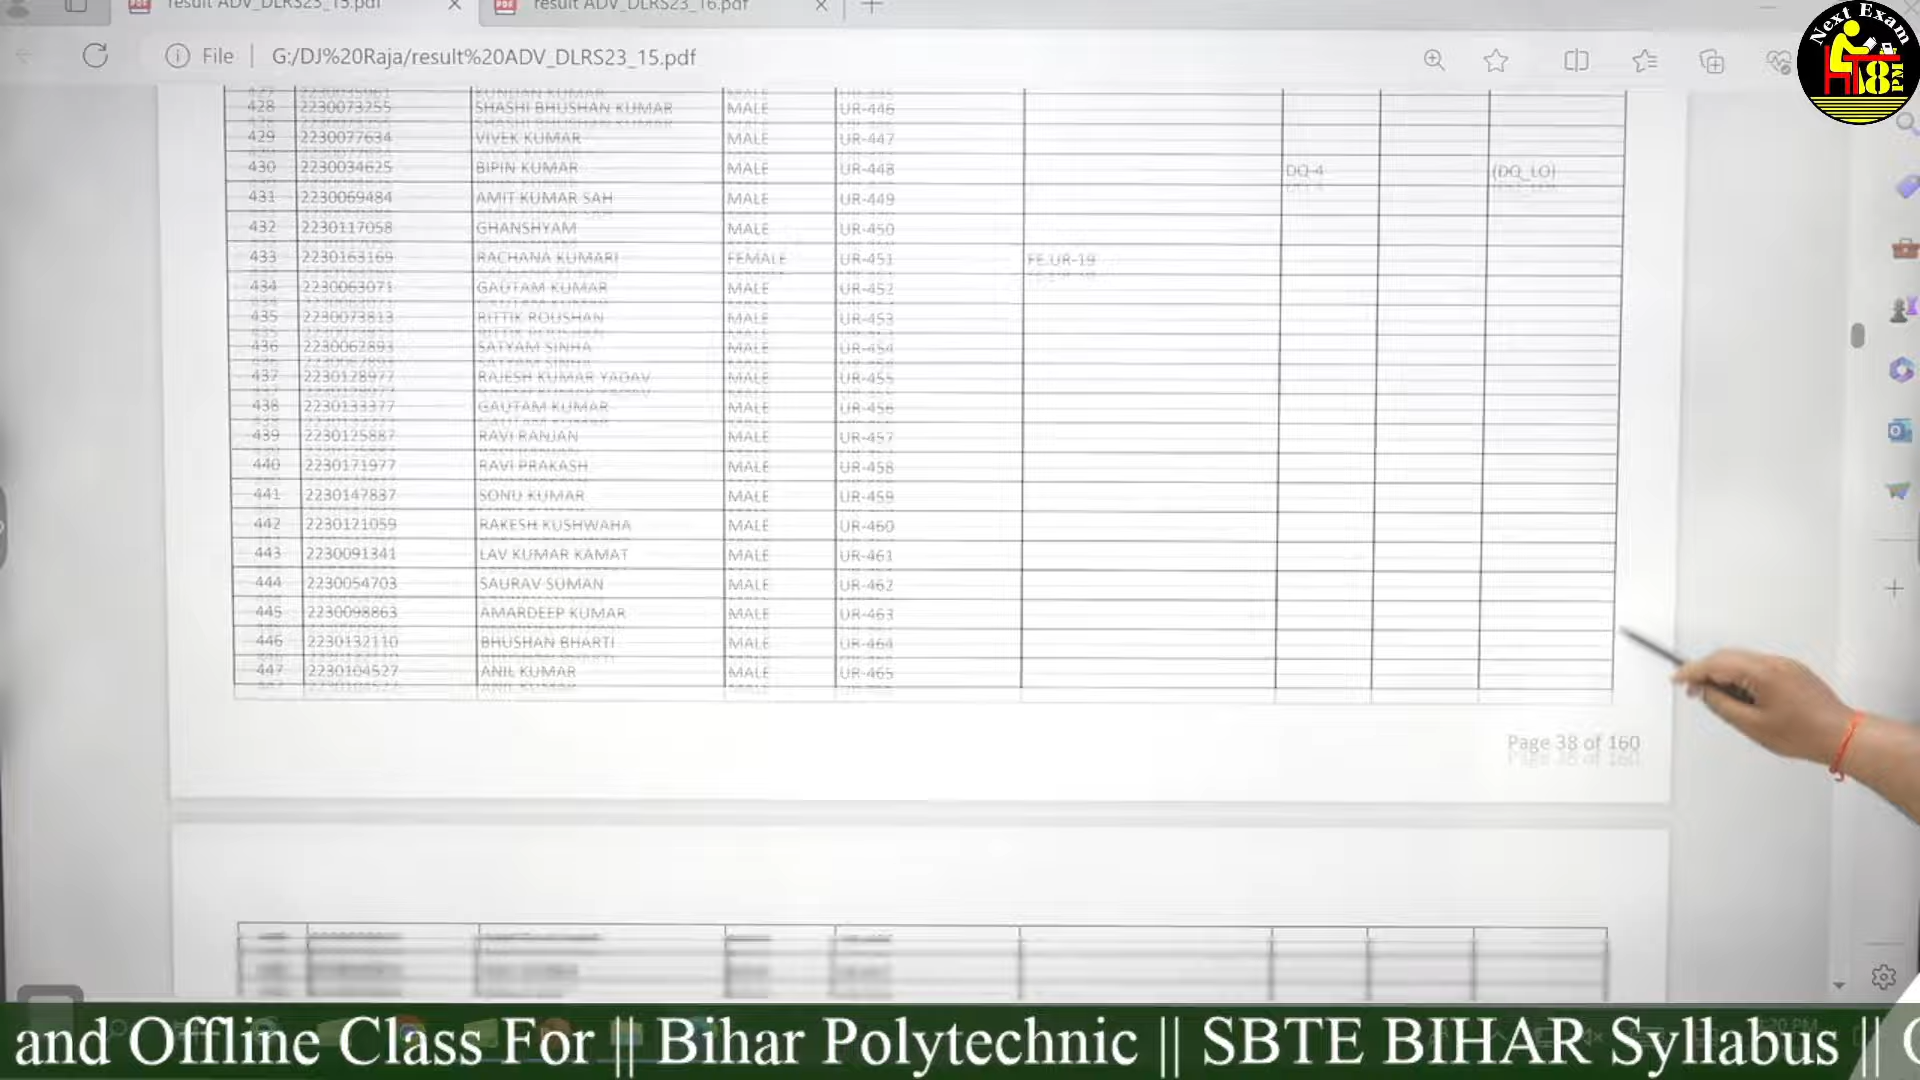 result ADV_DLRS23_15.pdf
result ADV_DLRS23_16.pdf
File G:/DJ%20Raja/result%20ADV_DLRS23_15.pdf
Next Exam
8 PM
428 2230073255 SHASHI BHUSHAN KUMAR MALE UR-446
429 2230077634 VIVEK KUMAR MALE UR-447
430 2230034625 BIPIN KUMAR MALE UR-448 DQ-4 (DQ_LO)
431 2230069484 AMIT KUMAR SAH MALE UR-449
432 2230117058 GHANSHYAM MALE UR-450
433 2230163169 RACHANA KUMARI FEMALE UR-451 FE.UR-19
434 2230063071 GAUTAM KUMAR MALE UR-452
435 2230073813 RITTIK ROUSHAN MALE UR-453
436 2230062893 SATYAM SINHA MALE UR-454
437 2230128977 RAJESH KUMAR YADAV MALE UR-455
438 2230133377 GAUTAM KUMAR MALE UR-456
439 2230125887 RAVI RANJAN MALE UR-457
440 2230171977 RAVI PRAKASH MALE UR-458
441 2230147837 SONU KUMAR MALE UR-459
442 2230121059 RAKESH KUSHWAHA MALE UR-460
443 2230091341 LAV KUMAR KAMAT MALE UR-461
444 2230054703 SAURAV SUMAN MALE UR-462
445 2230098863 AMARDEEP KUMAR MALE UR-463
446 2230132110 BHUSHAN BHARTI MALE UR-464
447 2230104527 ANIL KUMAR MALE UR-465
Page 38 of 160
and Offline Class For || Bihar Polytechnic || SBTE BIHAR Syllabus ||